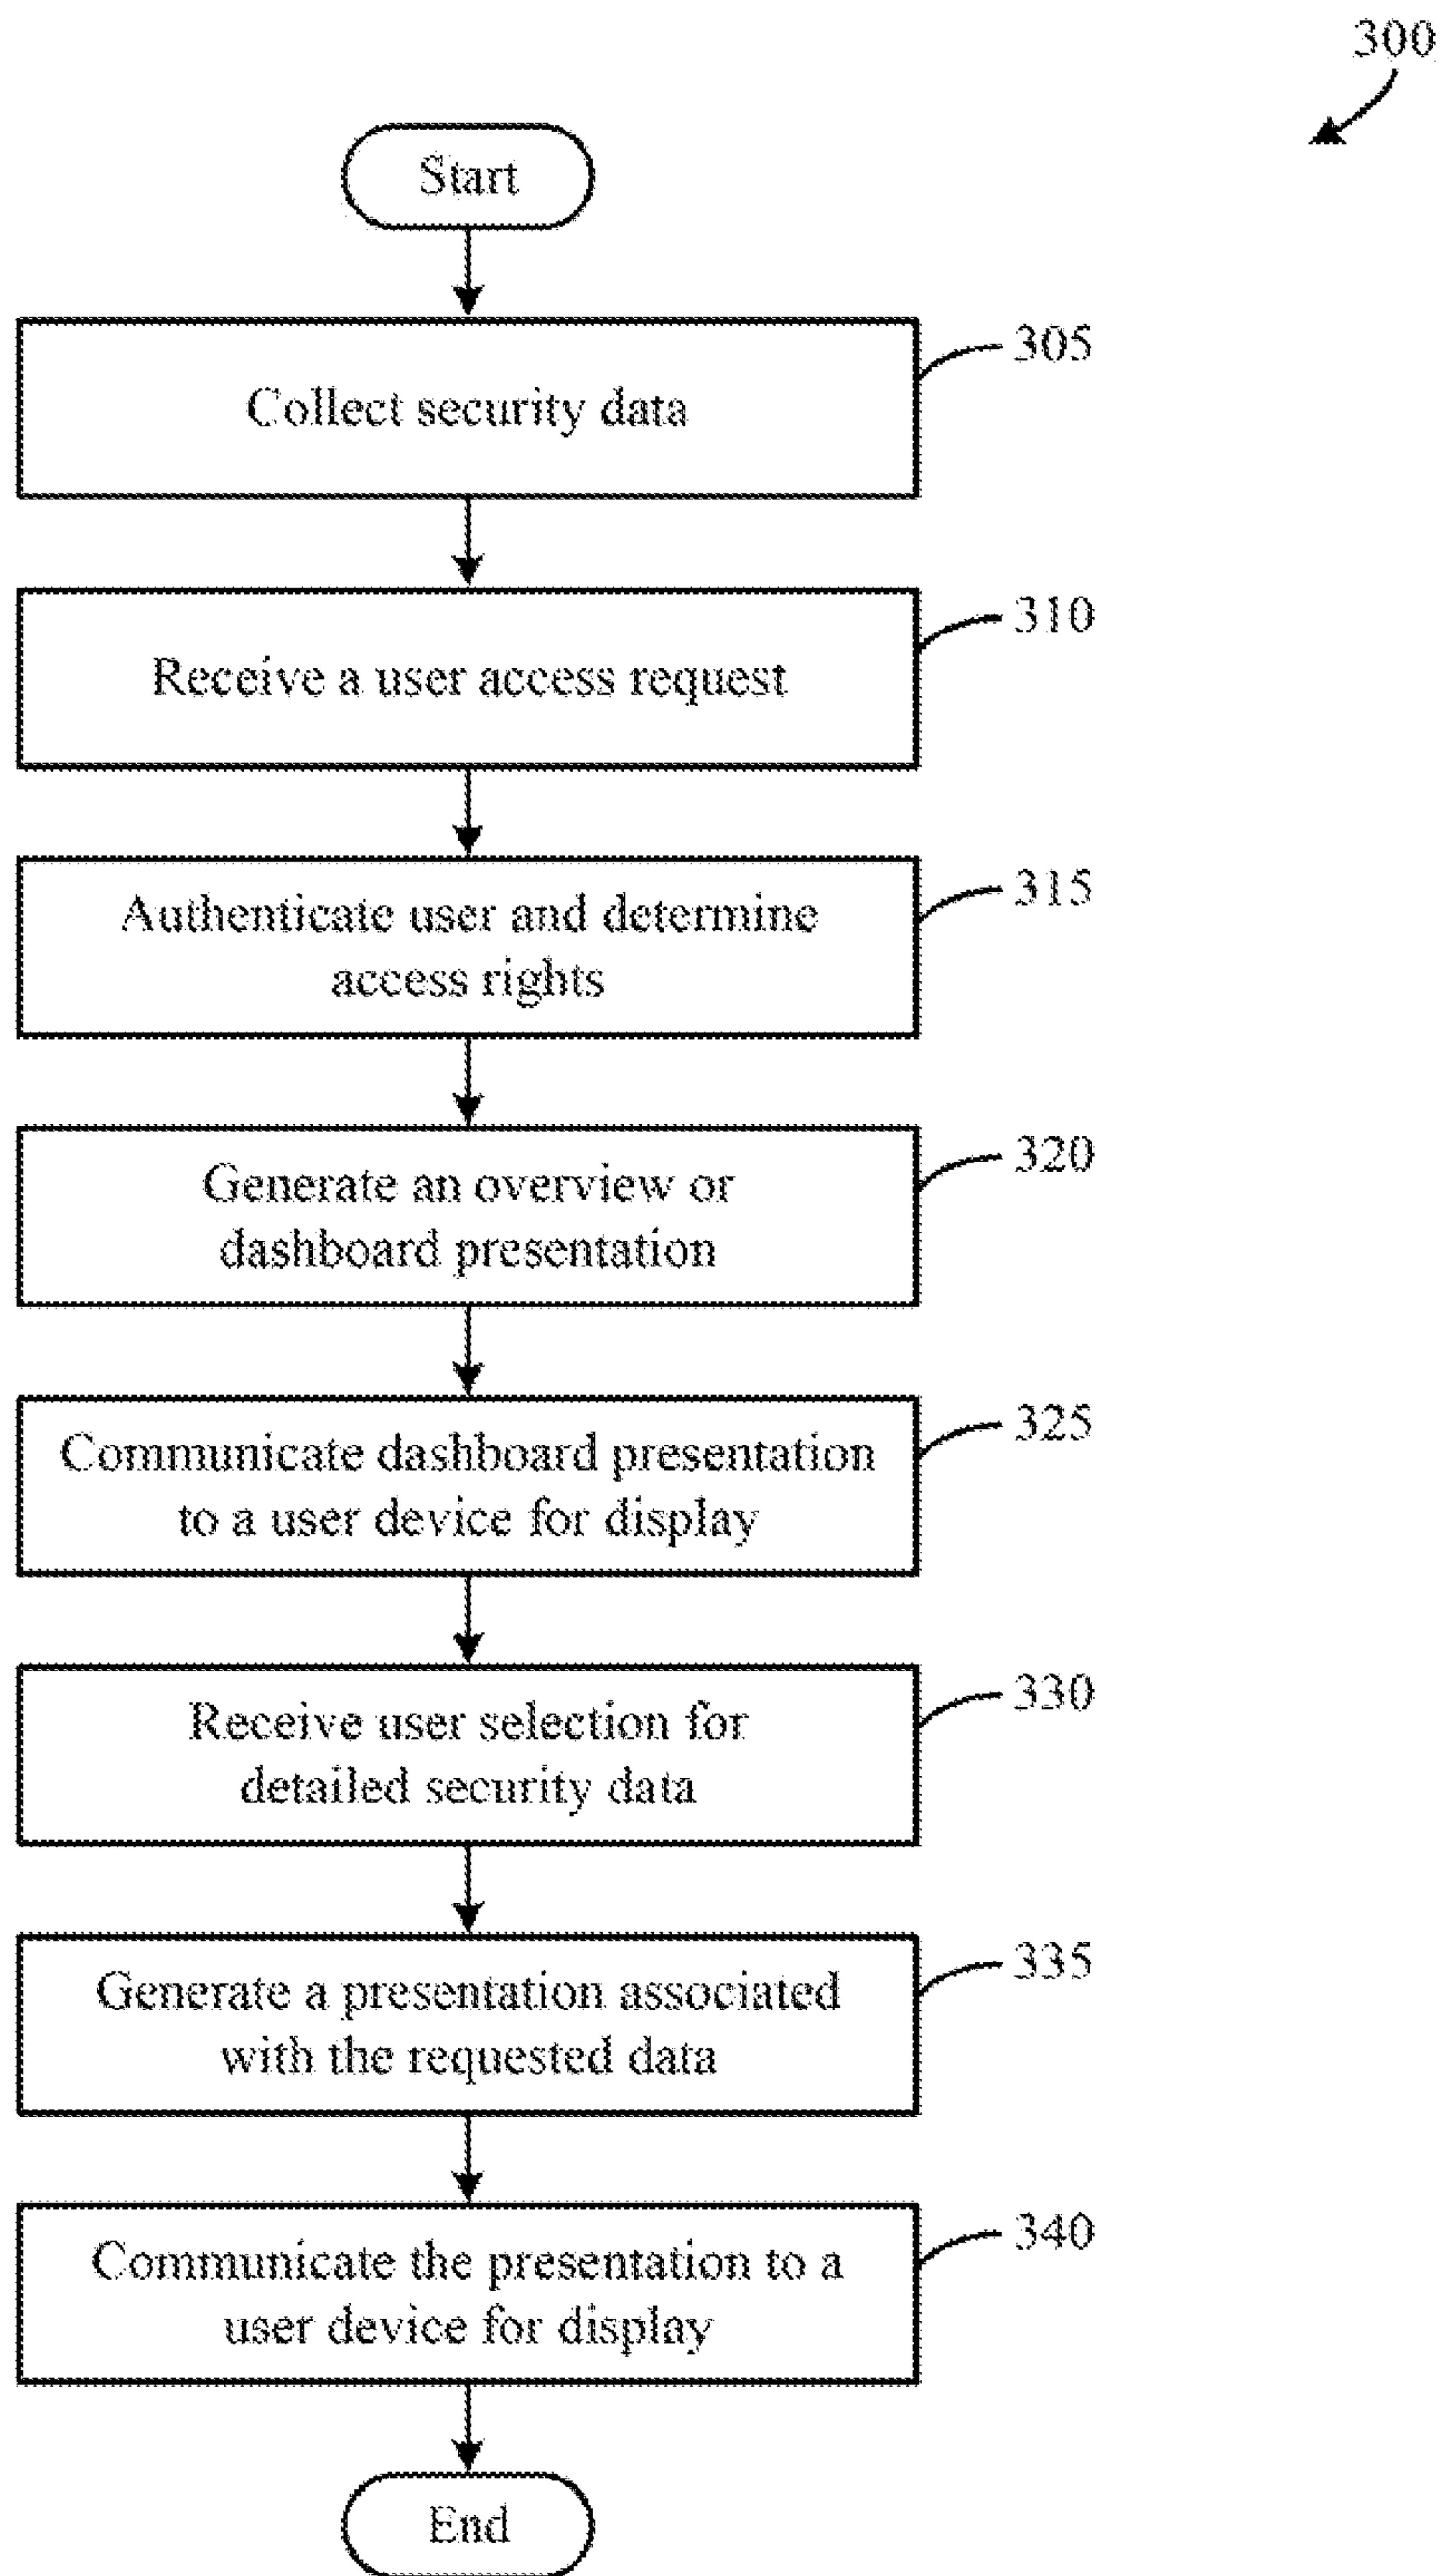 300
Start
305
Collect security data
310
Receive a user access request
315
Authenticate user and determine
access rights
320
Generate an overview or
dashboard presentation
325
Communicate dashboard presentation
to a user device for display
330
Receive user selection for
detailed security data
335
Generate a presentation associated
with the requested data
340
Communicate the presentation to a
user device for display
End